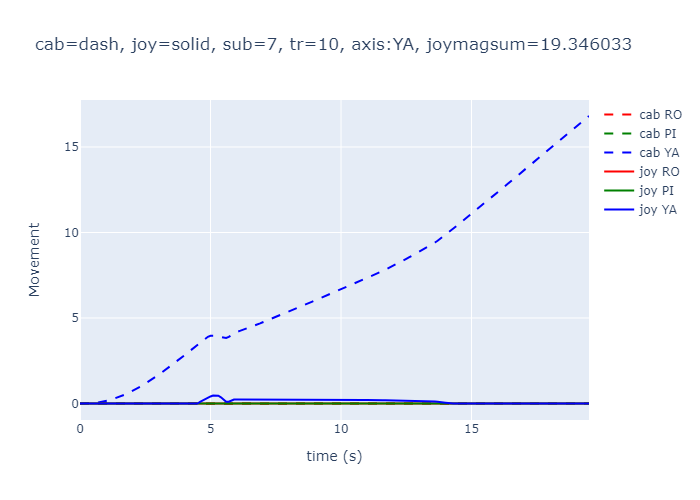 cab=dash, joy=solid, sub=7, tr=10, axis:YA, joymagsum=19.346033
cab RO
cab PI
cab YA
joy RO
joy PI
joy YA
Movement
15
10
5
0
0
5
10
15
time (s)